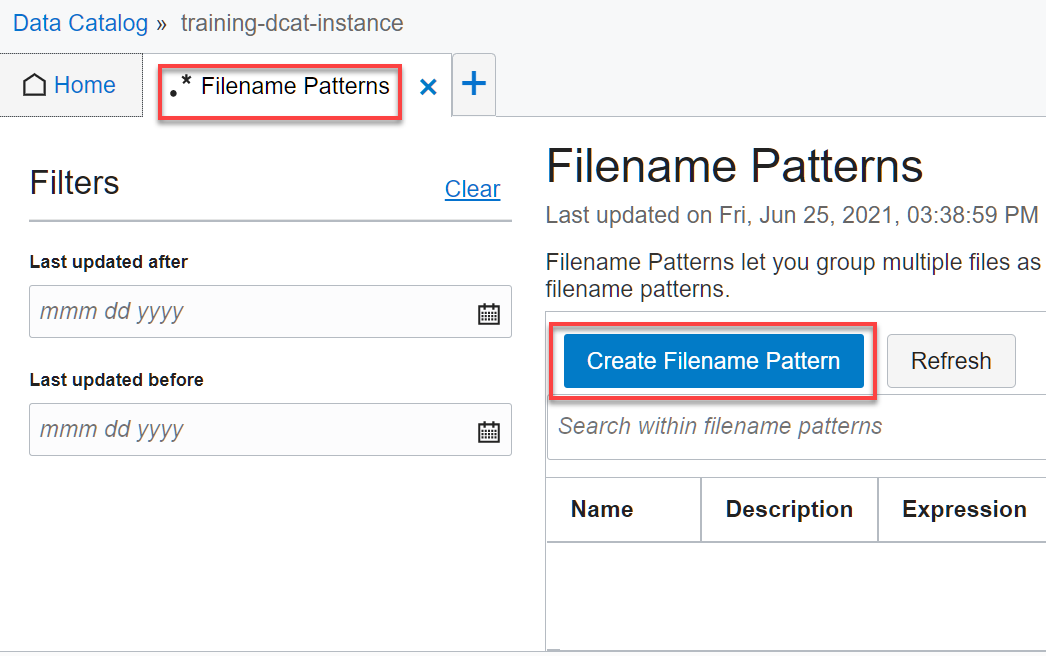 Data Catalog » training-dcat-instance
Home
.* Filename Patterns
Filters
Clear
Last updated after
mmm dd yyyy
Last updated before
mmm dd yyyy
Filename Patterns
Last updated on Fri, Jun 25, 2021, 03:38:59 PM
Filename Patterns let you group multiple files as
filename patterns.
Create Filename Pattern
Refresh
Search within filename patterns
Name Description Expression